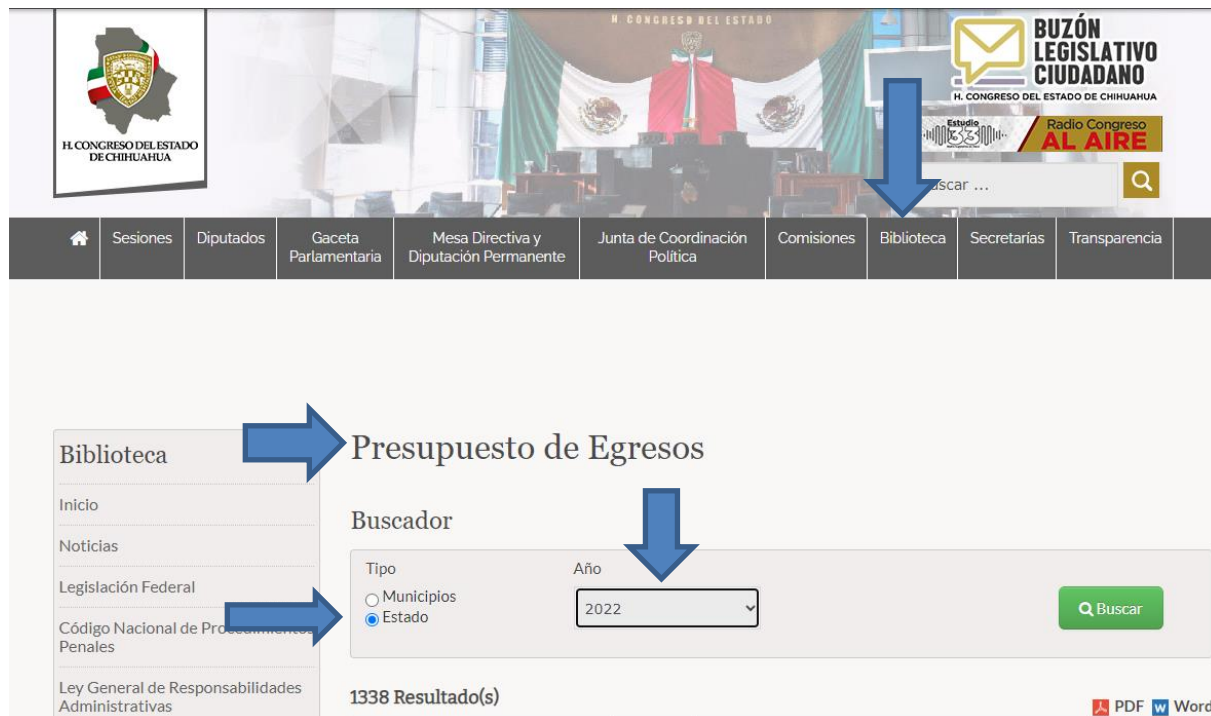 H. CONGRESO DEL ESTADO
BUZÓN
LEGISLATIVO
CIUDADANO
H. CONGRESO DEL ESTADO DE CHIHUAHUA
H. CONGRESO DEL ESTADO
DE CHIHUAHUA
Estudio
33
Radio Congreso
AL AIRE
scar ...
Sesiones
Diputados
Gaceta
Parlamentaria
Mesa Directiva y
Diputación Permanente
Junta de Coordinación
Política
Comisiones
Biblioteca
Secretarías
Transparencia
Biblioteca
Inicio
Noticias
Legislación Federal
Código Nacional de
Penales
Ley General de Responsabilidades
Administrativas
Presupuesto de Egresos
Buscador
Tipo
Municipios
Estado
Año
2022
Buscar
1338 Resultado(s)
PDF
Word